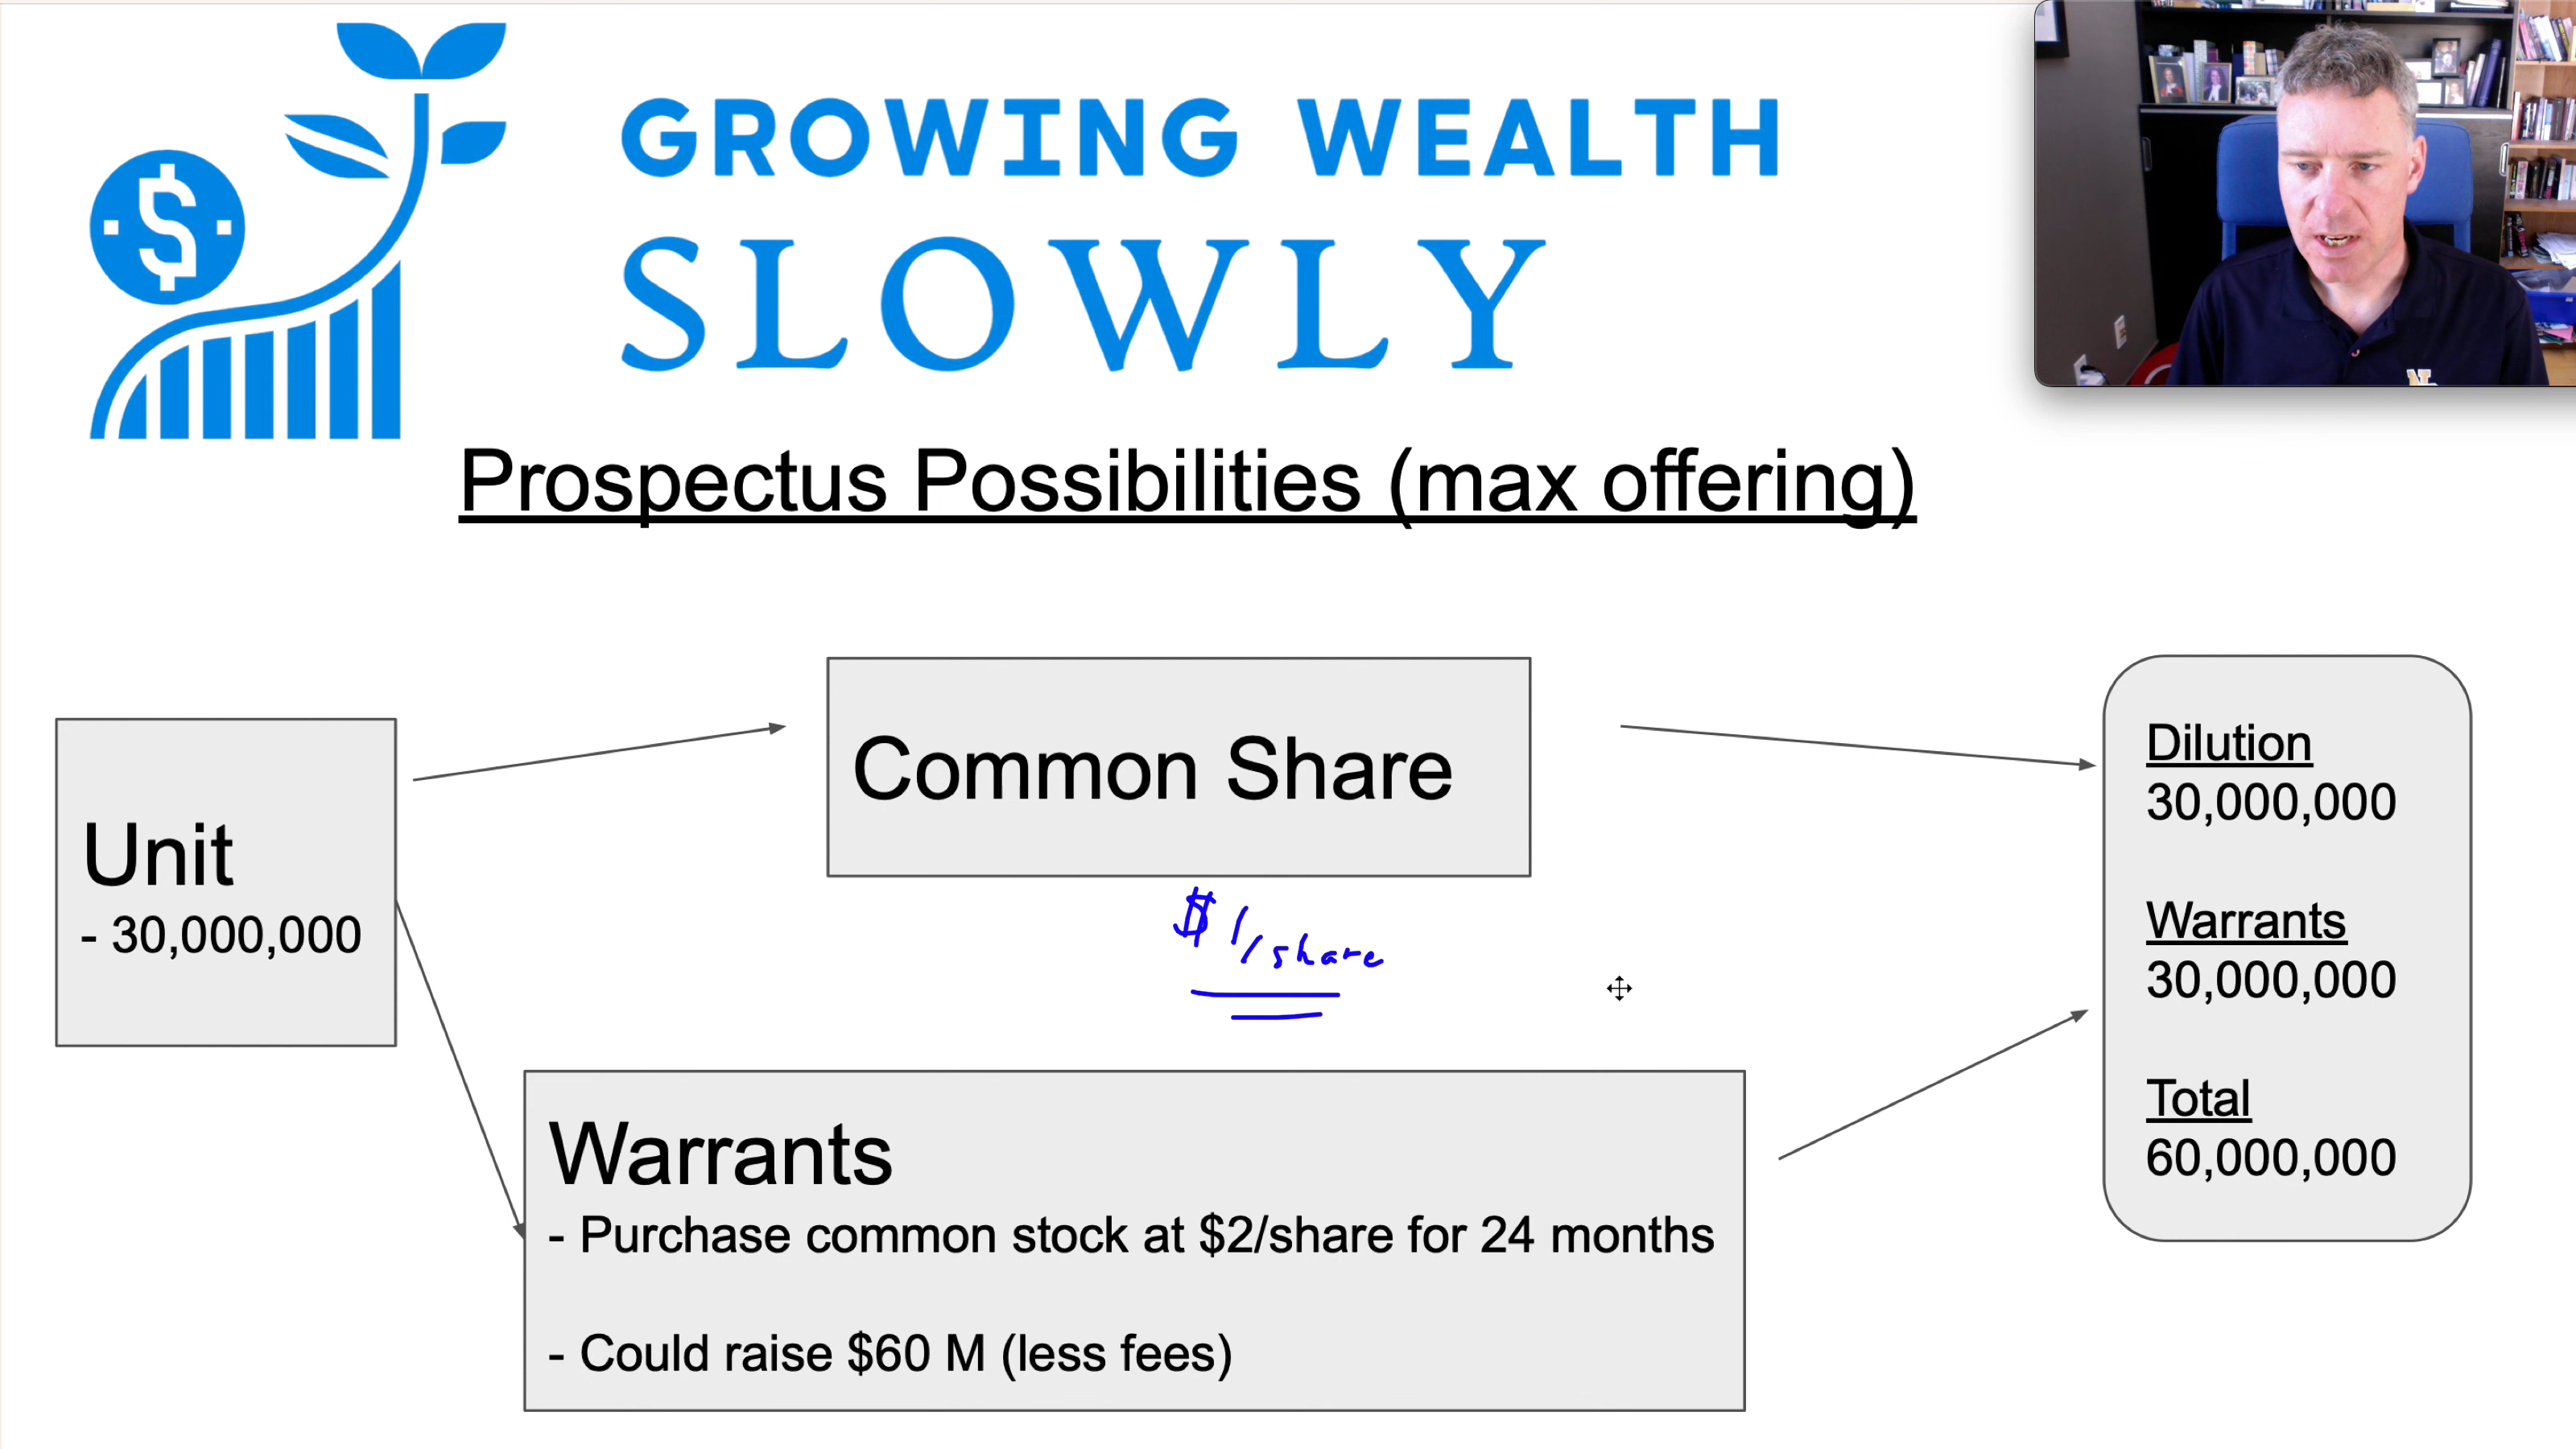 GROWING WEALTH
SLOWLY
Prospectus Possibilities (max offering)
Unit
- 30,000,000
Common Share
$1/share
Warrants
- Purchase common stock at $2/share for 24 months
- Could raise $60 M (less fees)
Dilution
30,000,000
Warrants
30,000,000
Total
60,000,000